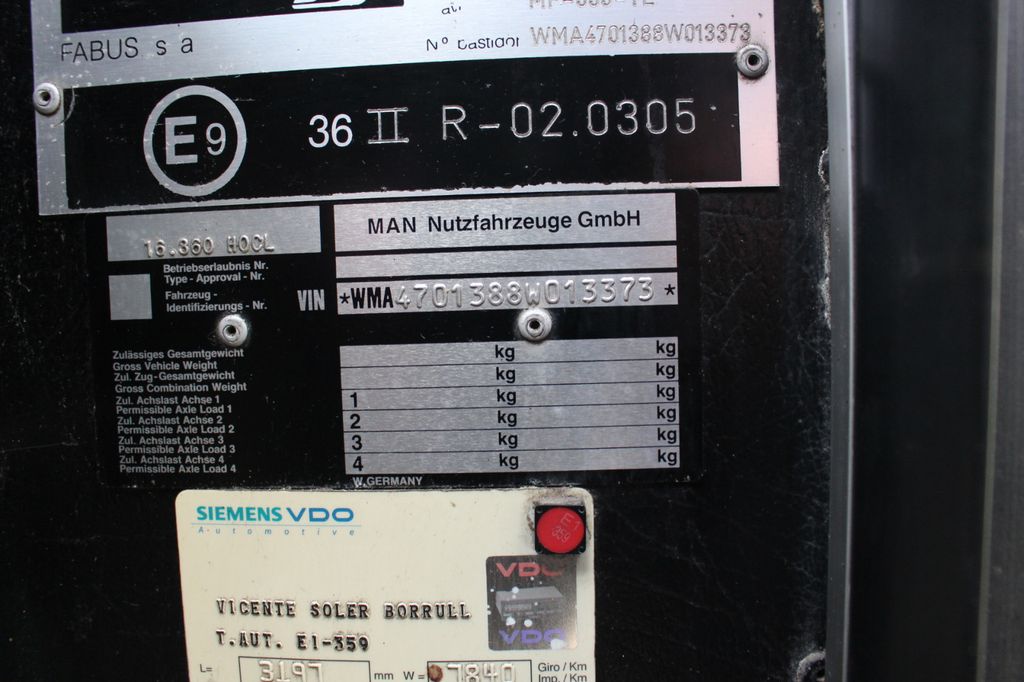 FABUS s a
Nº bastidor WMA4701388W013373
E9 36 II R-02.0305
16.360 HOCL
MAN Nutzfahrzeuge GmbH
Betriebserlaubnis Nr.
Type - Approval - Nr.
Fahrzeug -
Identifizierungs - Nr.
VIN *WMA4701388W013373*
Zulässiges Gesamtgewicht kg kg
Gross Vehicle Weight
Zul. Zug-Gesamtgewicht kg kg
Gross Combination Weight
Zul. Achslast Achse 1 1 kg kg
Permissible Axle Load 1
Zul. Achslast Achse 2 2 kg kg
Permissible Axle Load 2
Zul. Achslast Achse 3 3 kg kg
Permissible Axle Load 3
Zul. Achslast Achse 4 4 kg kg
Permissible Axle Load 4
W.GERMANY
SIEMENS VDO
Automotive
E1
359
VDO
VDO
VICENTE SOLER BORRULL
T.AUT. E1-359
L= 3197 mm W= 7840 Giro / Km
Imp. / Km